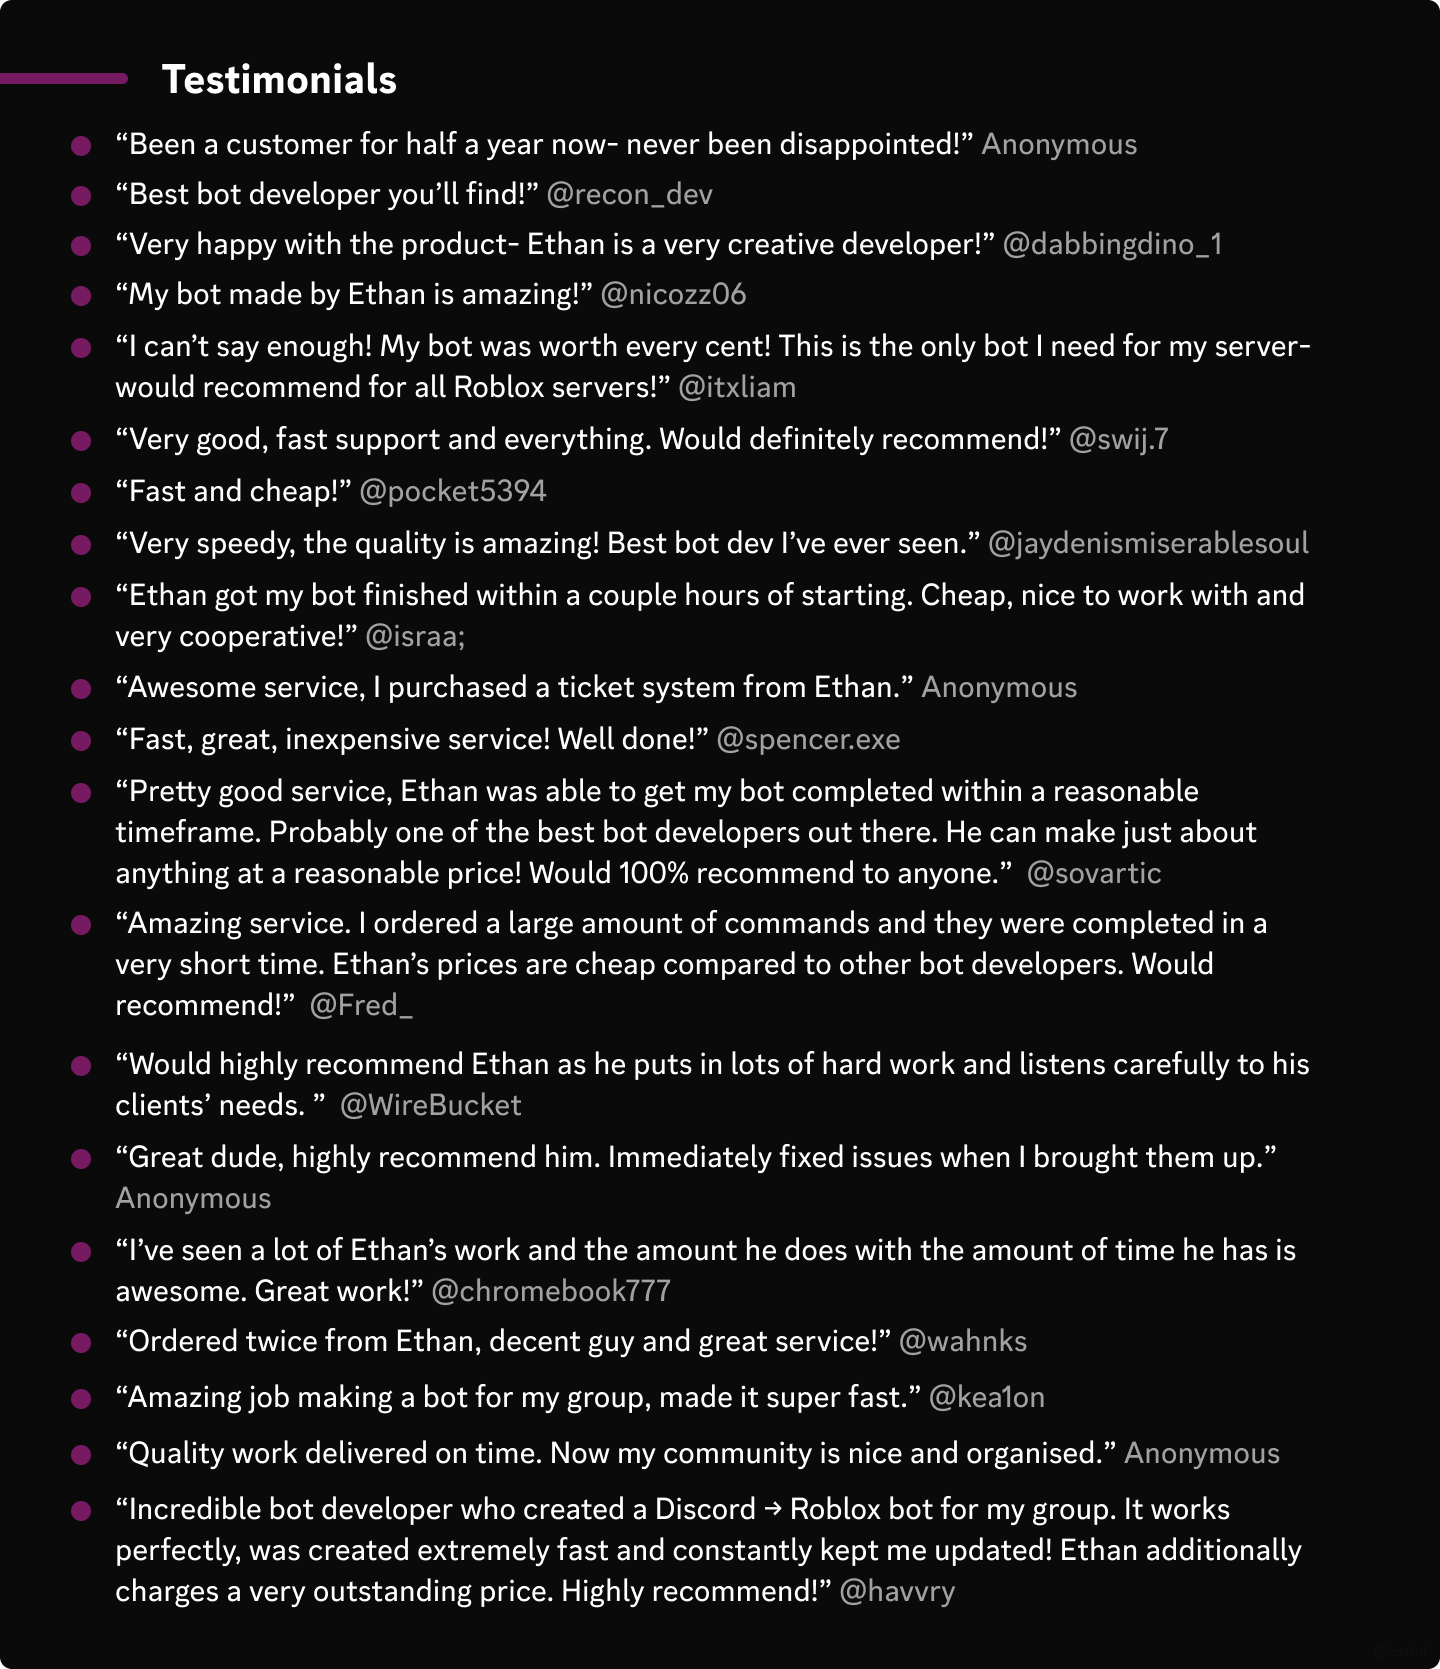 Testimonials
“Been a customer for half a year now- never been disappointed!” Anonymous
“Best bot developer you’ll find!” @recon_dev
“Very happy with the product- Ethan is a very creative developer!” @dabbingdino_1
“My bot made by Ethan is amazing!” @nicozz06
“I can’t say enough! My bot was worth every cent! This is the only bot I need for my server-
would recommend for all Roblox servers!” @itxliam
“Very good, fast support and everything. Would definitely recommend!” @swij.7
“Fast and cheap!” @pocket5394
“Very speedy, the quality is amazing! Best bot dev I’ve ever seen.” @jaydenismiserablesoul
“Ethan got my bot finished within a couple hours of starting. Cheap, nice to work with and
very cooperative!” @israa;
“Awesome service, I purchased a ticket system from Ethan.” Anonymous
“Fast, great, inexpensive service! Well done!” @spencer.exe
“Pretty good service, Ethan was able to get my bot completed within a reasonable
timeframe. Probably one of the best bot developers out there. He can make just about
anything at a reasonable price! Would 100% recommend to anyone.” @sovartic
“Amazing service. I ordered a large amount of commands and they were completed in a
very short time. Ethan’s prices are cheap compared to other bot developers. Would
recommend!” @Fred_
“Would highly recommend Ethan as he puts in lots of hard work and listens carefully to his
clients’ needs. ” @WireBucket
“Great dude, highly recommend him. Immediately fixed issues when I brought them up.”
Anonymous
“I’ve seen a lot of Ethan’s work and the amount he does with the amount of time he has is
awesome. Great work!” @chromebook777
“Ordered twice from Ethan, decent guy and great service!” @wahnks
“Amazing job making a bot for my group, made it super fast.” @kea1on
“Quality work delivered on time. Now my community is nice and organised.” Anonymous
“Incredible bot developer who created a Discord → Roblox bot for my group. It works
perfectly, was created extremely fast and constantly kept me updated! Ethan additionally
charges a very outstanding price. Highly recommend!” @havvry